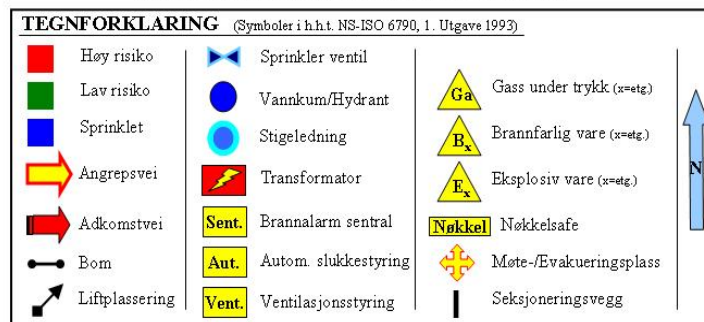 TEGNFORKLARING (Symboler i h.h.t. NS-ISO 6790, 1. Utgave 1993)
Høy risiko
Lav risiko
Sprinklet
Angrepsvei
Adkomstvei
Bom
Liftplassering
Sprinkler ventil
Vannkum/Hydrant
Stigeledning
Transformator
Sent. Brannalarm sentral
Aut. Autom. slukkestyring
Vent. Ventilasjonsstyring
Ga Gass under trykk (x=etg.)
Bx Brannfarlig vare (x=etg.)
Ex Eksplosiv vare (x=etg.)
Nøkkel Nøkkelsafe
Møte-/Evakueringsplass
Seksjoneringsvegg
N